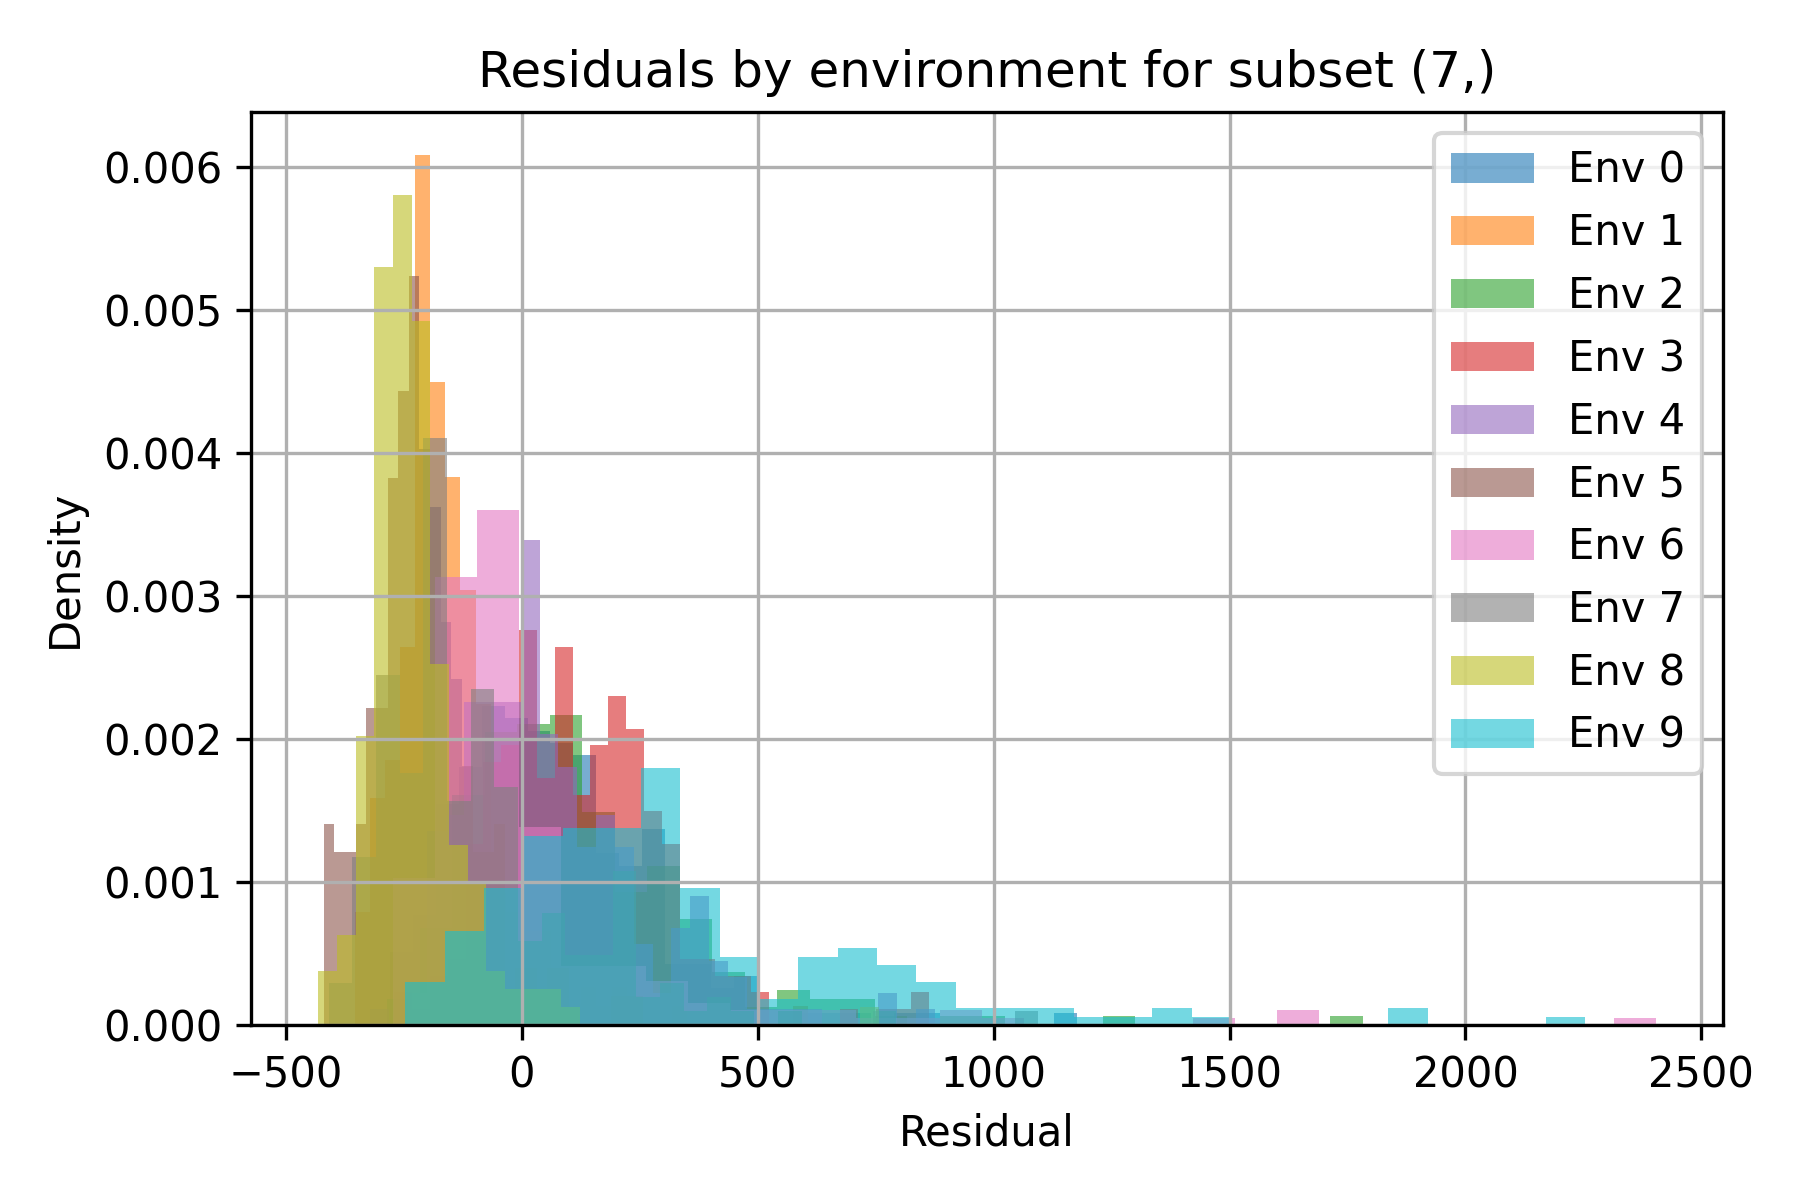 Residuals by environment for subset (7,)
0.006
0.005
0.004
0.003
0.002
0.001
0.000
Density
−500
0
500
1000
1500
2000
2500
Residual
Env 0
Env 1
Env 2
Env 3
Env 4
Env 5
Env 6
Env 7
Env 8
Env 9